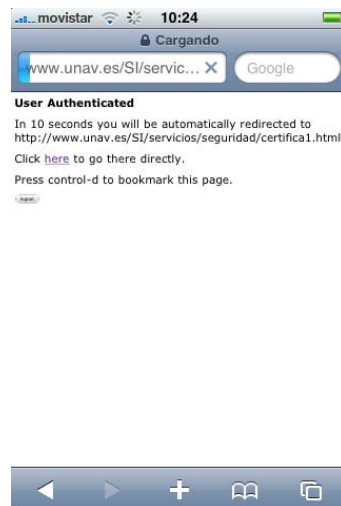 movistar 10:24
Cargando
www.unav.es/SI/servic... Google
User Authenticated
In 10 seconds you will be automatically redirected to
http://www.unav.es/SI/servicios/seguridad/certifica1.html
Click here to go there directly.
Press control-d to bookmark this page.